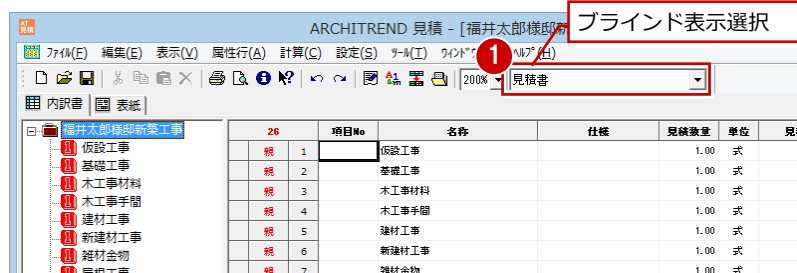 AT
見積
ARCHITREND 見積 - [福井太郎様邸新
ブラインド表示選択
ファイル(F) 編集(E) 表示(V) 属性行(A) 計算(C) 設定(S) ツール(T) ウィンドウ ヘルプ(H)
1
200% 見積書
内訳書 表紙
福井太郎様邸新築工事
仮設工事
基礎工事
木工事材料
木工事手間
建材工事
新建材工事
雑材金物
屋根工事
26 項目No 名称 仕様 見積数量 単位 見
親 1 仮設工事 1.00 式
親 2 基礎工事 1.00 式
親 3 木工事材料 1.00 式
親 4 木工事手間 1.00 式
親 5 建材工事 1.00 式
親 6 新建材工事 1.00 式
親 7 雑材金物 1.00 式